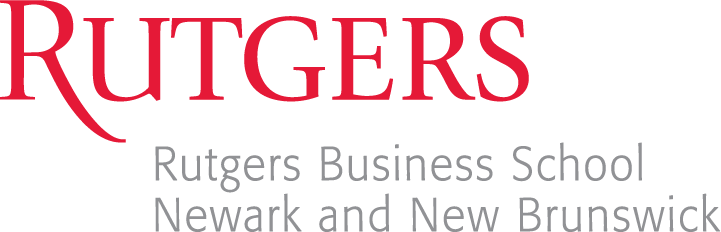 RUTGERS
Rutgers Business School
Newark and New Brunswick